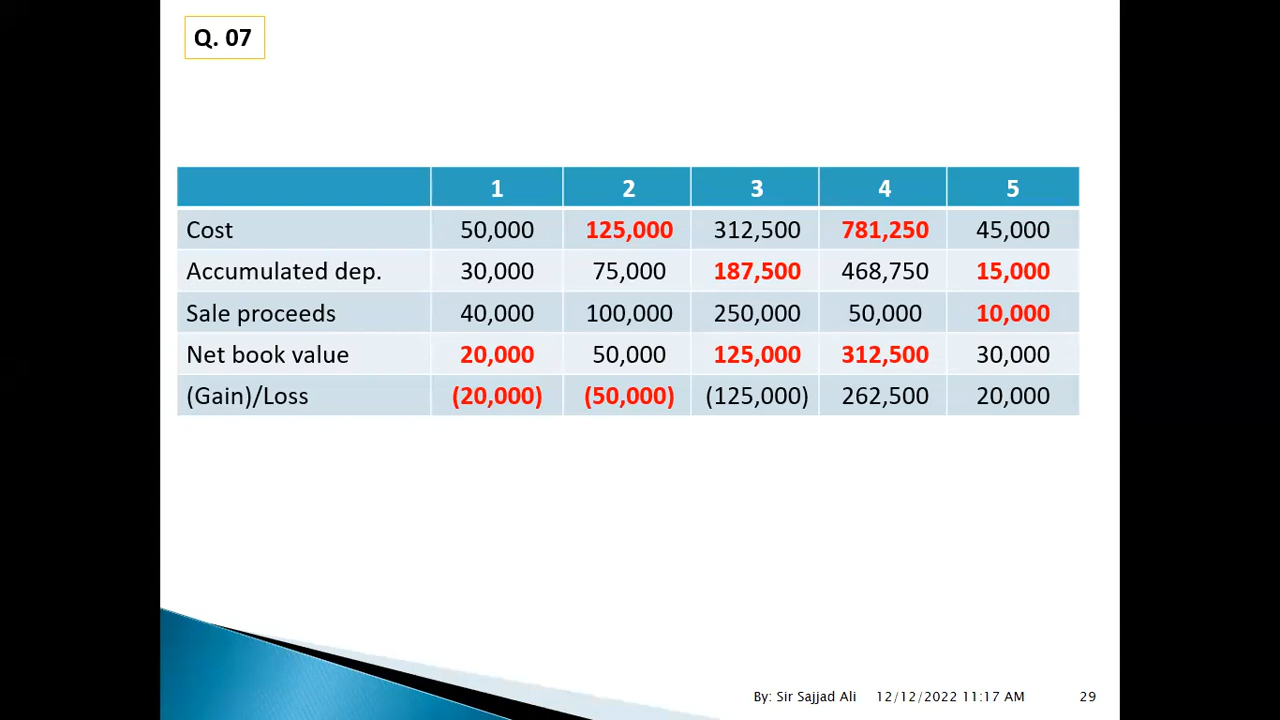 Q. 07
1 2 3 4 5
Cost 50,000 125,000 312,500 781,250 45,000
Accumulated dep. 30,000 75,000 187,500 468,750 15,000
Sale proceeds 40,000 100,000 250,000 50,000 10,000
Net book value 20,000 50,000 125,000 312,500 30,000
(Gain)/Loss (20,000) (50,000) (125,000) 262,500 20,000
By: Sir Sajjad Ali 12/12/2022 11:17 AM 29